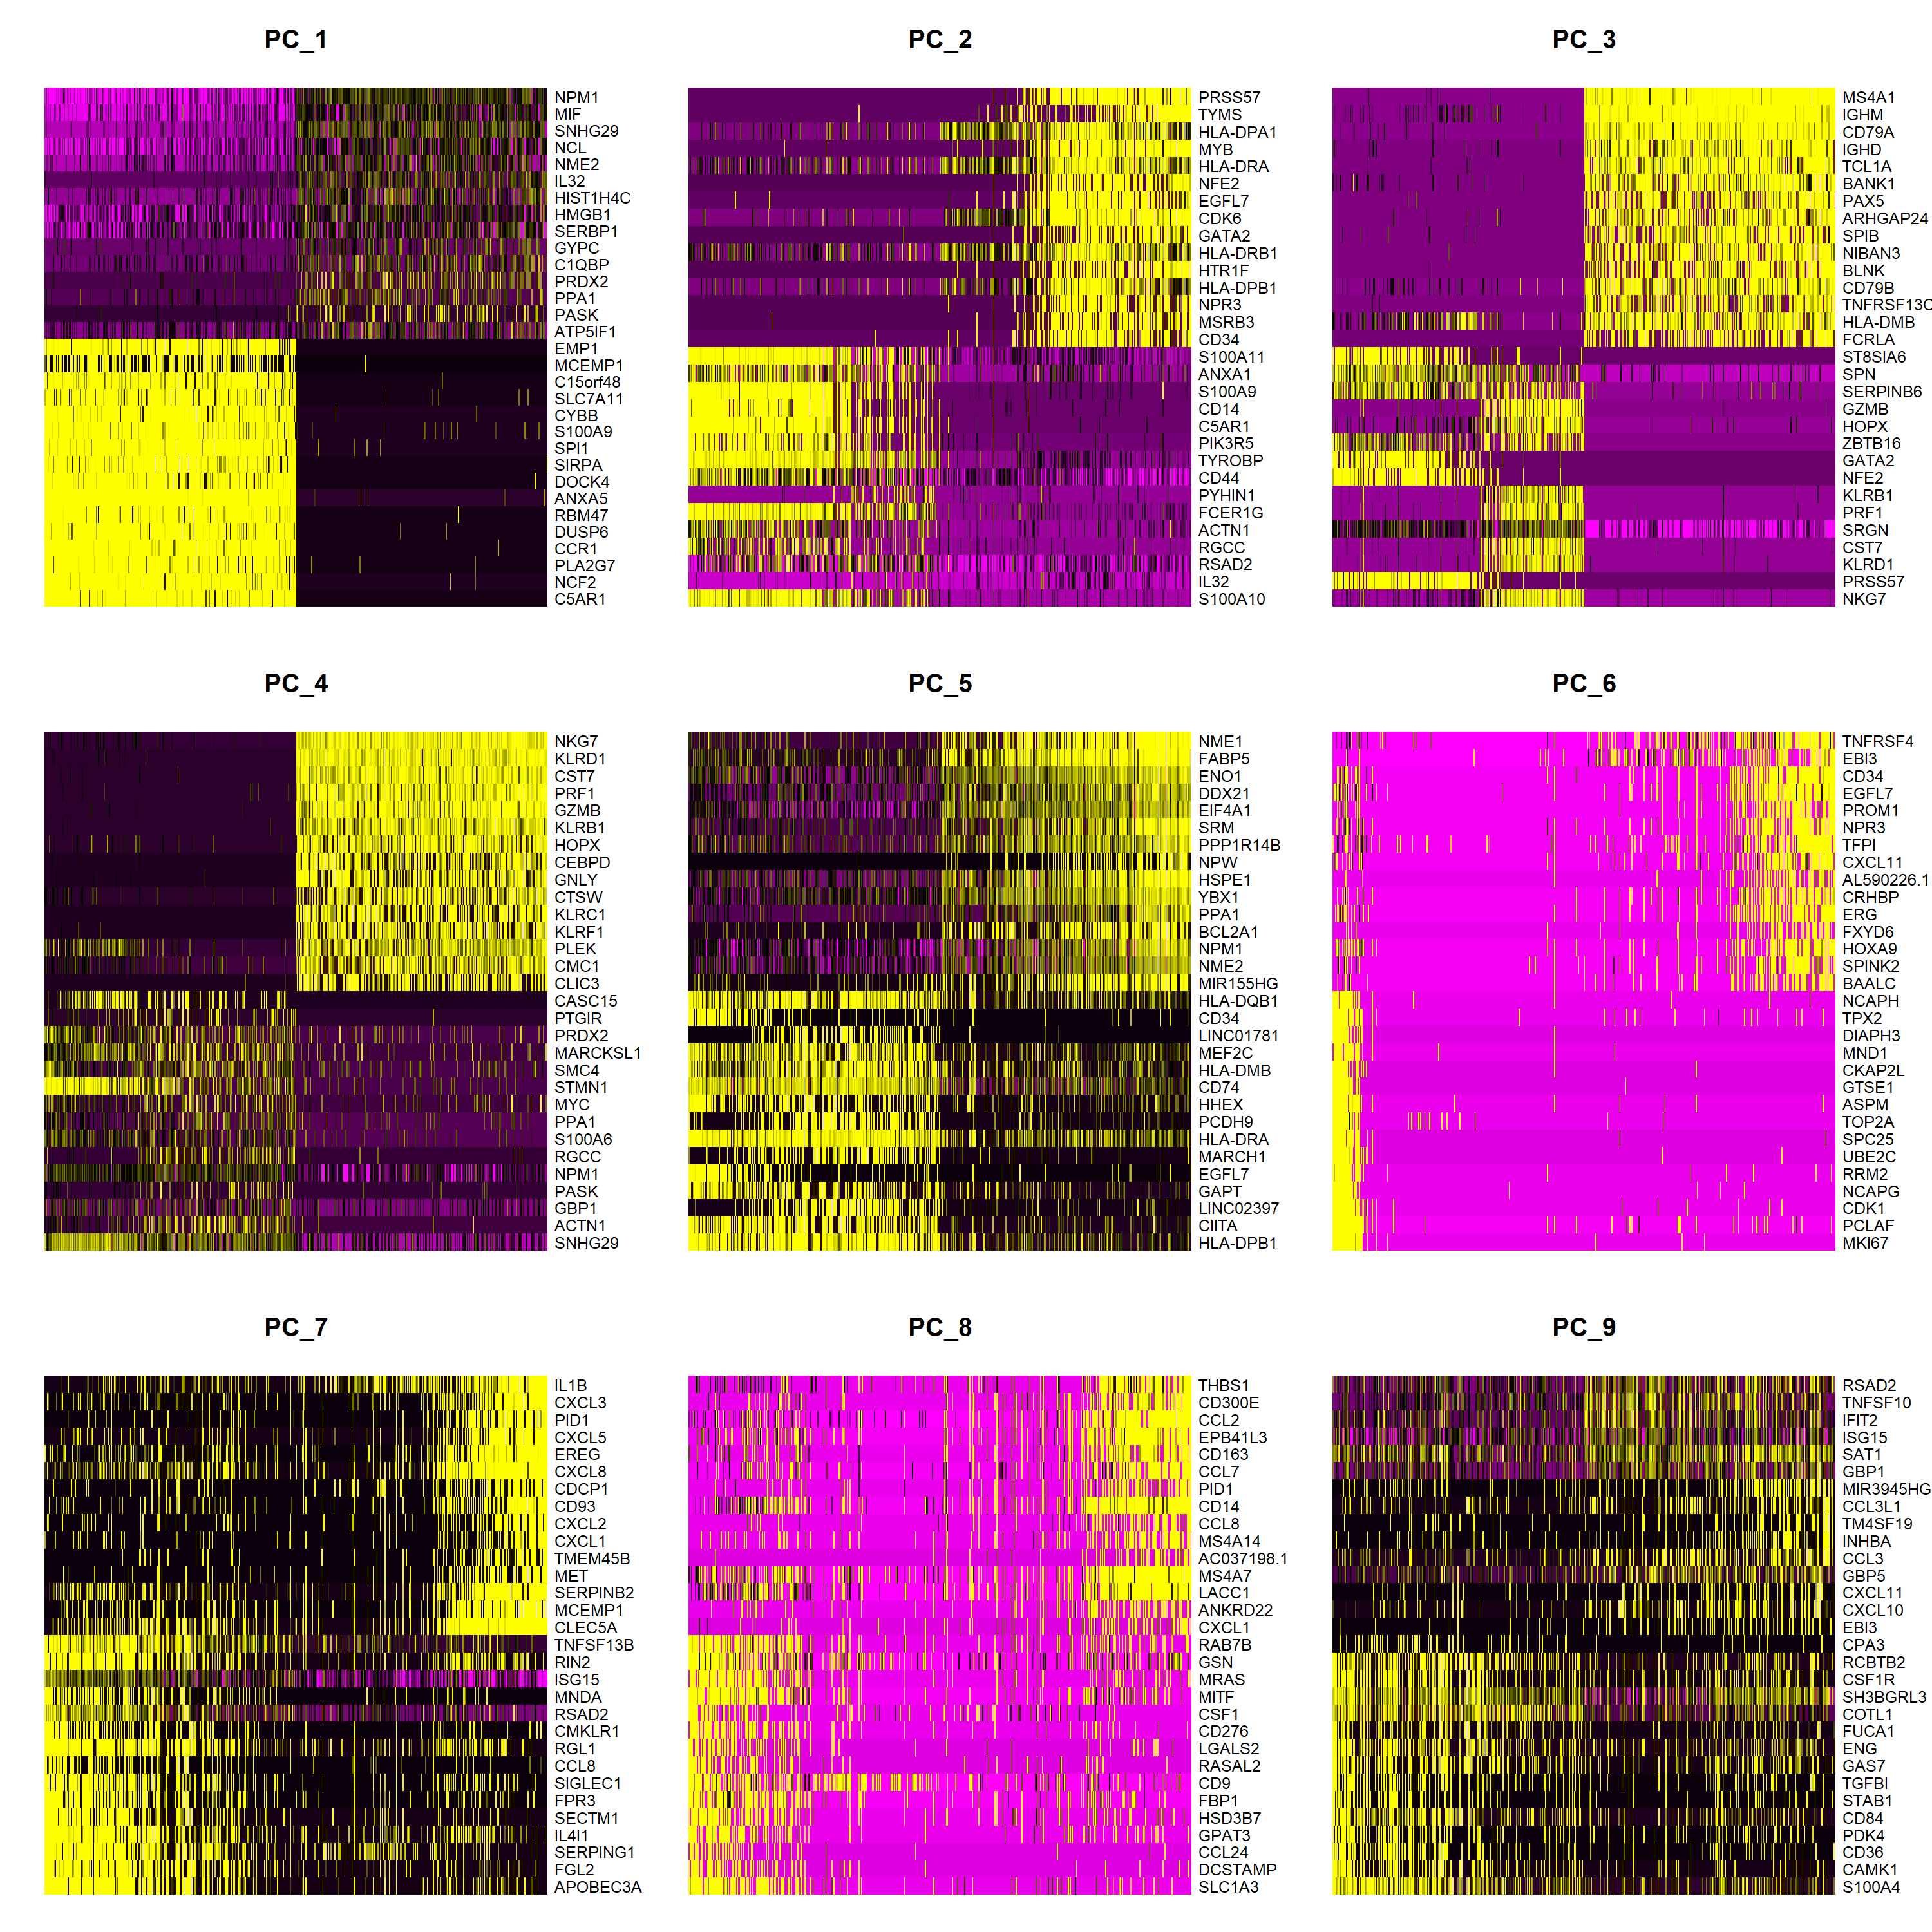 PC_1
NPM1
MIF
SNHG29
NCL
NME2
IL32
HIST1H4C
HMGB1
SERBP1
GYPC
C1QBP
PRDX2
PPA1
PASK
ATP5IF1
EMP1
MCEMP1
C15orf48
SLC7A11
CYBB
S100A9
SPI1
SIRPA
DOCK4
ANXA5
RBM47
DUSP6
CCR1
PLA2G7
NCF2
C5AR1
PC_2
PRSS57
TYMS
HLA-DPA1
MYB
HLA-DRA
NFE2
EGFL7
CDK6
GATA2
HLA-DRB1
HTR1F
HLA-DPB1
NPR3
MSRB3
CD34
S100A11
ANXA1
S100A9
CD14
C5AR1
PIK3R5
TYROBP
CD44
PYHIN1
FCER1G
ACTN1
RGCC
RSAD2
IL32
S100A10
PC_3
MS4A1
IGHM
CD79A
IGHD
TCL1A
BANK1
PAX5
ARHGAP24
SPIB
NIBAN3
BLNK
CD79B
TNFRSF13C
HLA-DMB
FCRLA
ST8SIA6
SPN
SERPINB6
GZMB
HOPX
ZBTB16
GATA2
NFE2
KLRB1
PRF1
SRGN
CST7
KLRD1
PRSS57
NKG7
PC_4
NKG7
KLRD1
CST7
PRF1
GZMB
KLRB1
HOPX
CEBPD
GNLY
CTSW
KLRC1
KLRF1
PLEK
CMC1
CLIC3
CASC15
PTGIR
PRDX2
MARCKSL1
SMC4
STMN1
MYC
PPA1
S100A6
RGCC
NPM1
PASK
GBP1
ACTN1
SNHG29
PC_5
NME1
FABP5
ENO1
DDX21
EIF4A1
SRM
PPP1R14B
NPW
HSPE1
YBX1
PPA1
BCL2A1
NPM1
NME2
MIR155HG
HLA-DQB1
CD34
LINC01781
MEF2C
HLA-DMB
CD74
HHEX
PCDH9
HLA-DRA
MARCH1
EGFL7
GAPT
LINC02397
CIITA
HLA-DPB1
PC_6
TNFRSF4
EBI3
CD34
EGFL7
PROM1
NPR3
TFPI
CXCL11
AL590226.1
CRHBP
ERG
FXYD6
HOXA9
SPINK2
BAALC
NCAPH
TPX2
DIAPH3
MND1
CKAP2L
GTSE1
ASPM
TOP2A
SPC25
UBE2C
RRM2
NCAPG
CDK1
PCLAF
MKI67
PC_7
IL1B
CXCL3
PID1
CXCL5
EREG
CXCL8
CDCP1
CD93
CXCL2
CXCL1
TMEM45B
MET
SERPINB2
MCEMP1
CLEC5A
TNFSF13B
RIN2
ISG15
MNDA
RSAD2
CMKLR1
RGL1
CCL8
SIGLEC1
FPR3
SECTM1
IL4I1
SERPING1
FGL2
APOBEC3A
PC_8
THBS1
CD300E
CCL2
EPB41L3
CD163
CCL7
PID1
CD14
CCL8
MS4A14
AC037198.1
MS4A7
LACC1
ANKRD22
CXCL1
RAB7B
GSN
MRAS
MITF
CSF1
CD276
LGALS2
RASAL2
CD9
FBP1
HSD3B7
GPAT3
CCL24
DCSTAMP
SLC1A3
PC_9
RSAD2
TNFSF10
IFIT2
ISG15
SAT1
GBP1
MIR3945HG
CCL3L1
TM4SF19
INHBA
CCL3
GBP5
CXCL11
CXCL10
EBI3
CPA3
RCBTB2
CSF1R
SH3BGRL3
COTL1
FUCA1
ENG
GAS7
TGFBI
STAB1
CD84
PDK4
CD36
CAMK1
S100A4